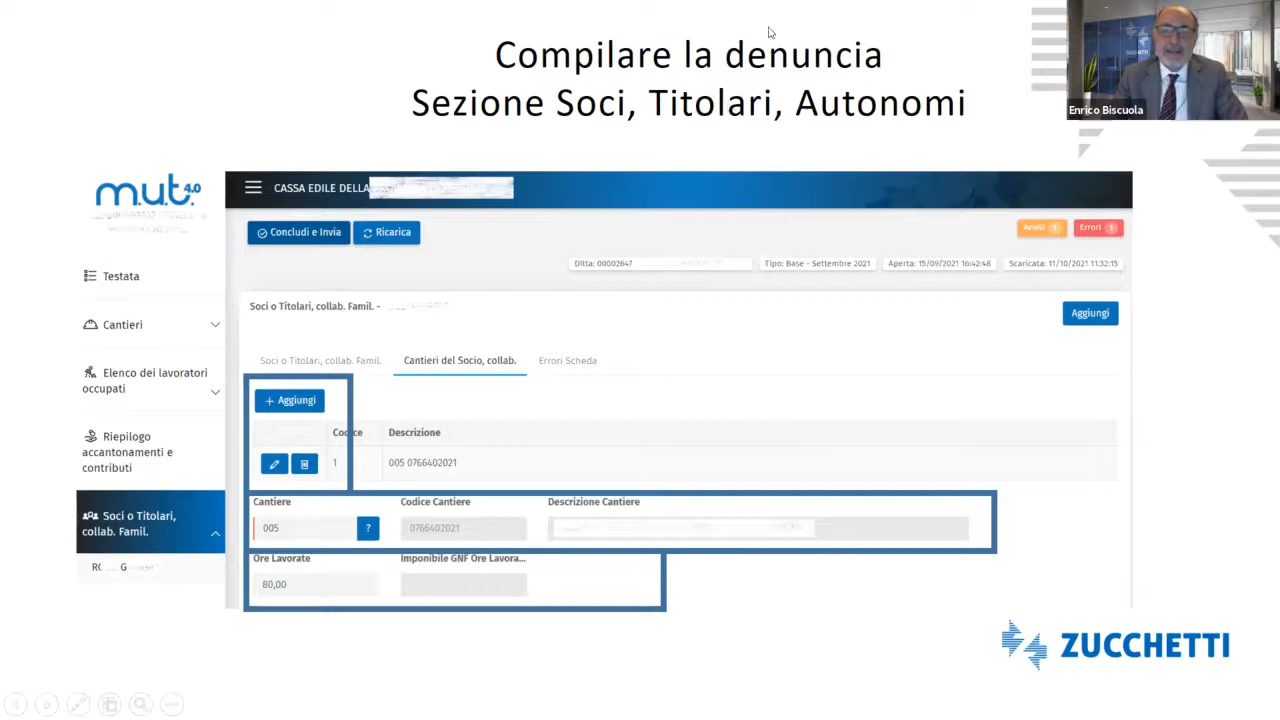 Compilare la denuncia
Sezione Soci, Titolari, Autonomi
ZUCCHETTI
Enrico Biscuola
m.u.t. 4.0
CASSA EDILE DELLA
Concludi e Invia
Ricarica
Avvisi 1
Errori 1
Ditta: 00002647
Tipo: Base - Settembre 2021
Aperta: 15/09/2021 16:42:48
Scaricata: 11/10/2021 11:32:15
Testata
Cantieri
Elenco dei lavoratori
occupati
Riepilogo
accantonamenti e
contributi
Soci o Titolari,
collab. Famil.
Soci o Titolari, collab. Famil. -
Aggiungi
Soci o Titolari, collab. Famil.
Cantieri del Socio, collab.
Errori Scheda
+ Aggiungi
Codice
Descrizione
1
005 0766402021
Cantiere
Codice Cantiere
Descrizione Cantiere
005
?
0766402021
Ore Lavorate
Imponibile GNF Ore Lavora...
80,00
ZUCCHETTI